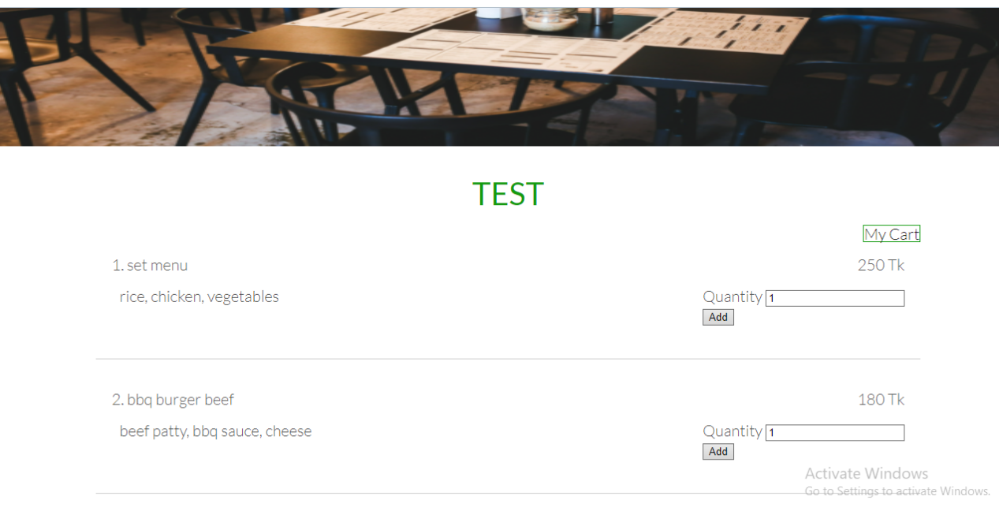 TEST
My Cart
1. set menu 250 Tk
rice, chicken, vegetables Quantity 1
Add
2. bbq burger beef 180 Tk
beef patty, bbq sauce, cheese Quantity 1
Add
Activate Windows
Go to Settings to activate Windows.